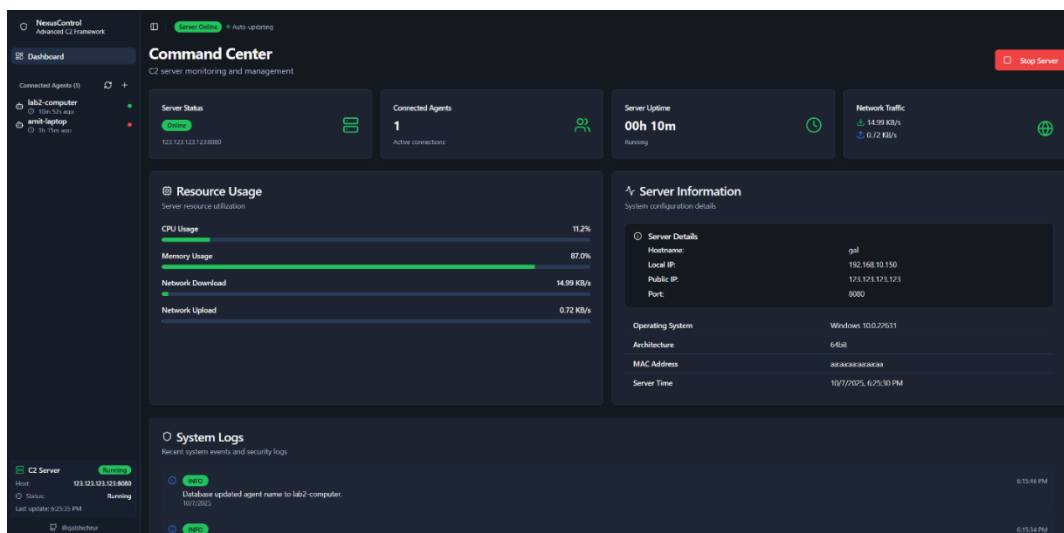 NexusControl
Advanced C2 Framework
Dashboard
Connected Agents (1)
lab2-computer
10m 52s ago
amit-laptop
1h 15m ago
C2 Server
Running
Host: 123.123.123.123:8080
Status: Running
Last update: 6:25:35 PM
Server Online
Auto-updating
Command Center
C2 server monitoring and management
Stop Server
Server Status
Online
123.123.123.123:8080
Connected Agents
1
Active connections
Server Uptime
00h 10m
Running
Network Traffic
14.99 KB/s
0.72 KB/s
Resource Usage
Server resource utilization
CPU Usage 11.2%
Memory Usage 87.0%
Network Download 14.99 KB/s
Network Upload 0.72 KB/s
Server Information
System configuration details
Server Details
Hostname: gal
Local IP: 192.168.10.150
Public IP: 123.123.123.123
Port: 8080
Operating System Windows 10.0.22631
Architecture 64bit
MAC Address aa:aa:aa:aa:aa:aa
Server Time 10/7/2025, 6:25:30 PM
System Logs
Recent system events and security logs
INFO 6:15:46 PM
Database updated agent name to lab2-computer.
10/7/2025
INFO 6:15:34 PM